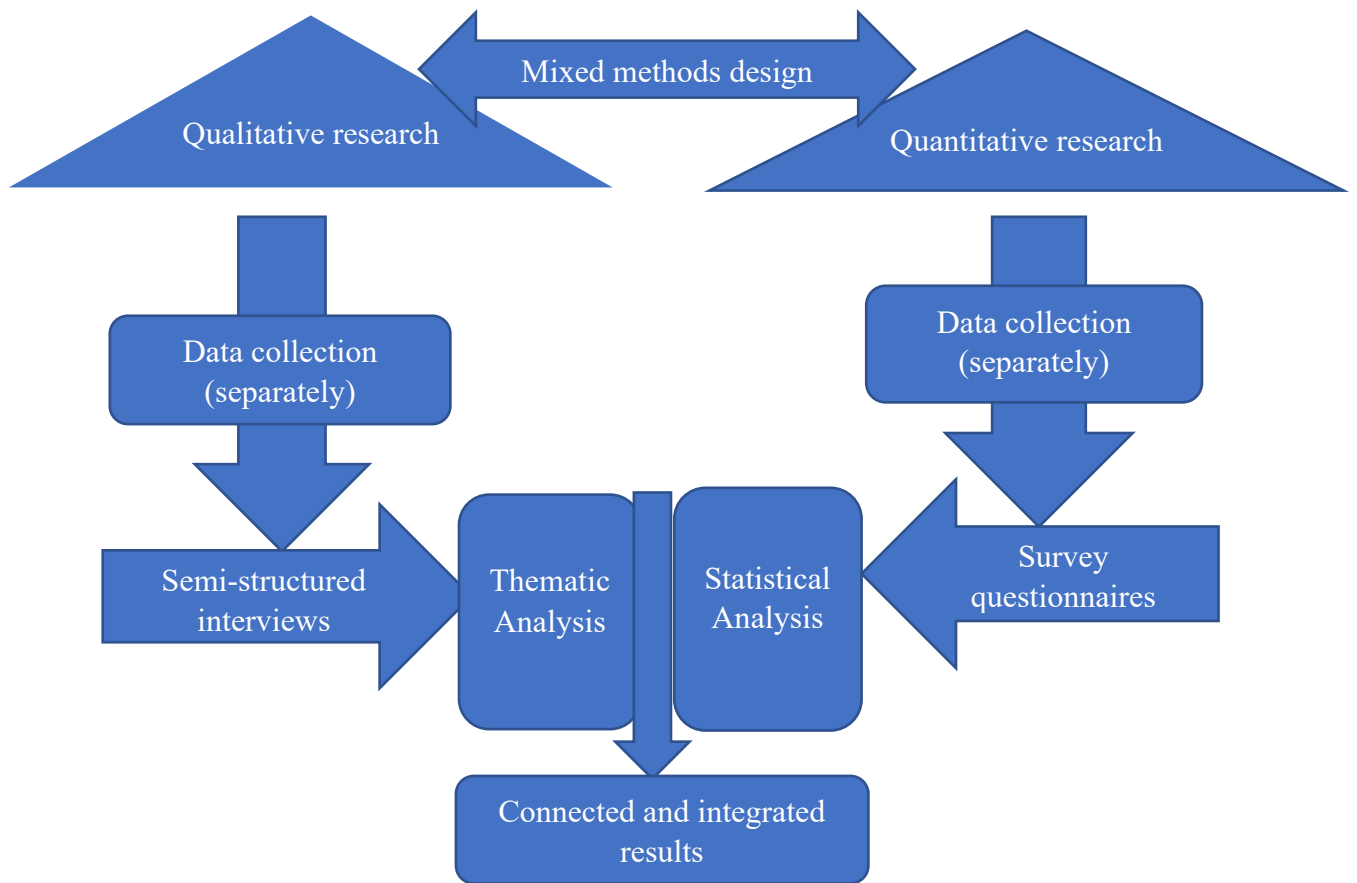 Mixed methods design
Qualitative research
Quantitative research
Data collection
(separately)
Data collection
(separately)
Semi-structured
interviews
Thematic
Analysis
Statistical
Analysis
Survey
questionnaires
Connected and integrated
results